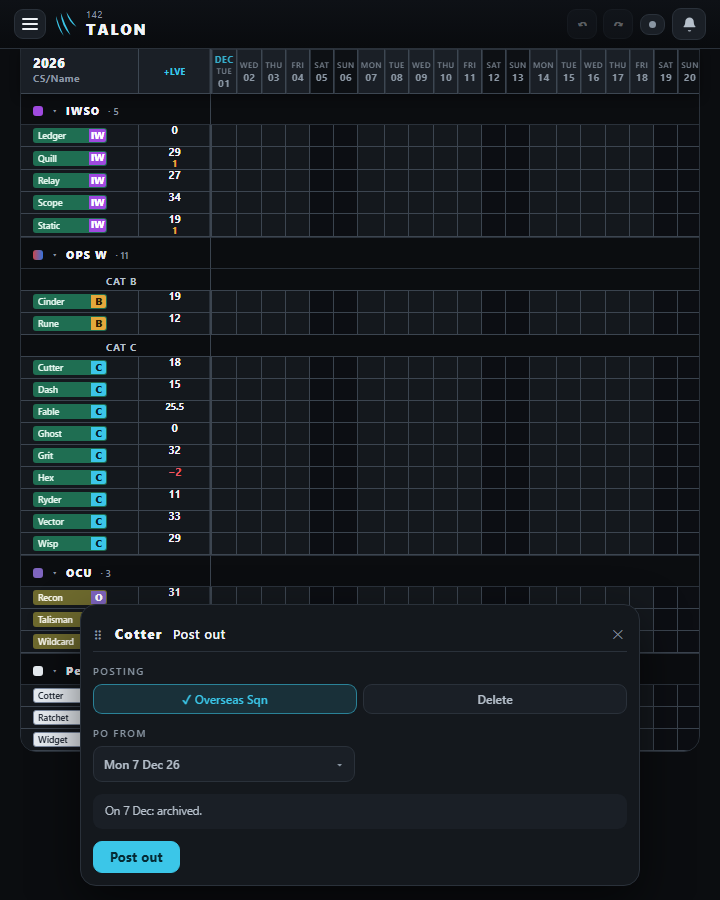 142
TALON
2026
CS/Name
+LVE
DEC
TUE 01
WED 02
THU 03
FRI 04
SAT 05
SUN 06
MON 07
TUE 08
WED 09
THU 10
FRI 11
SAT 12
SUN 13
MON 14
TUE 15
WED 16
THU 17
FRI 18
SAT 19
SUN 20
· IWSO · 5
Ledger IW 0
Quill IW 29
1
Relay IW 27
Scope IW 34
Static IW 19
1
· OPS W · 11
CAT B
Cinder B 19
Rune B 12
CAT C
Cutter C 18
Dash C 15
Fable C 25.5
Ghost C 0
Grit C 32
Hex C −2
Ryder C 11
Vector C 33
Wisp C 29
· OCU · 3
Recon O 31
Talisman
Wildcard
· Pe
Cotter
Ratchet
Widget
Cotter Post out
POSTING
✓ Overseas Sqn
Delete
PO FROM
Mon 7 Dec 26
On 7 Dec: archived.
Post out